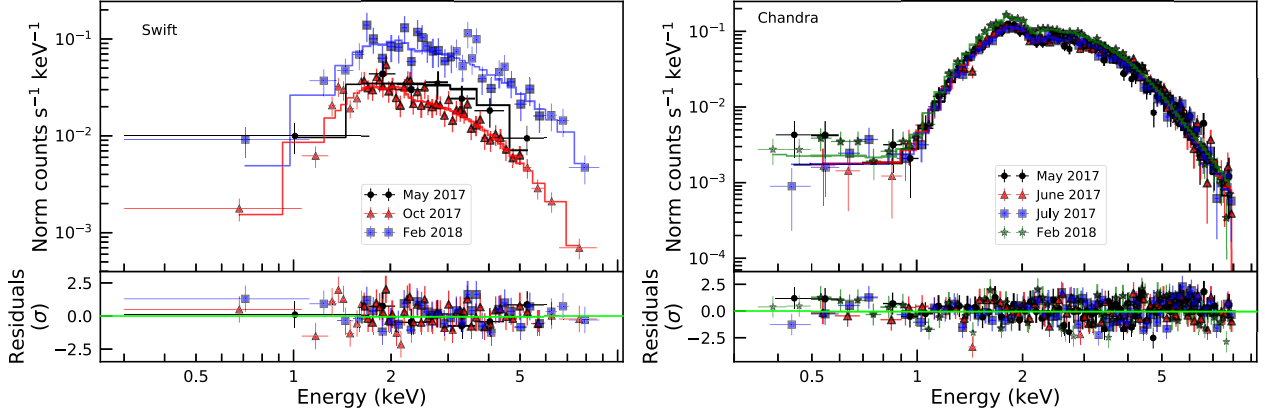 Swift
Norm counts s⁻¹ keV⁻¹
10⁻¹
10⁻²
10⁻³
May 2017
Oct 2017
Feb 2018
Residuals
(σ)
2.5
0.0
−2.5
0.5
1
2
5
Energy (keV)
Chandra
Norm counts s⁻¹ keV⁻¹
10⁻¹
10⁻²
10⁻³
10⁻⁴
May 2017
June 2017
July 2017
Feb 2018
Residuals
(σ)
2.5
0.0
−2.5
0.5
1
2
5
Energy (keV)